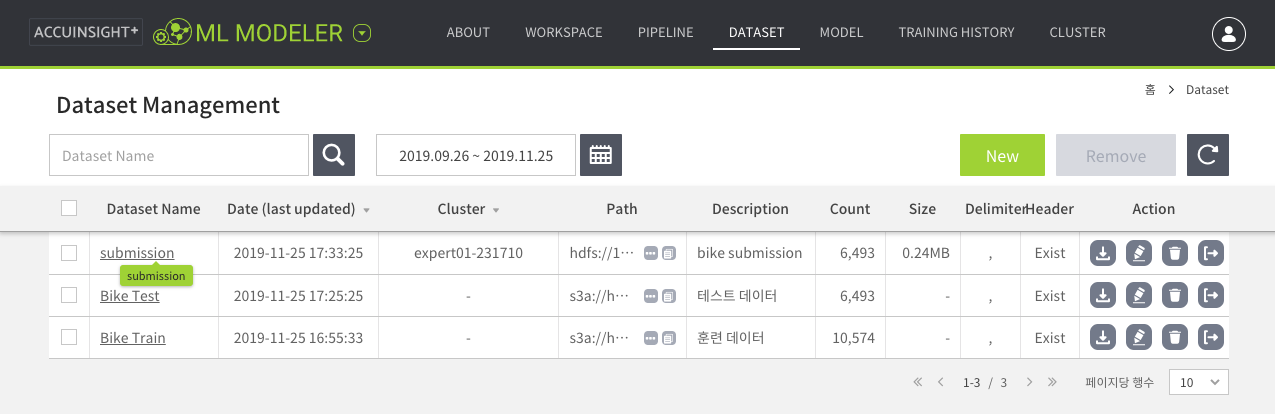 ACCUINSIGHT+ ML MODELER ABOUT WORKSPACE PIPELINE DATASET MODEL TRAINING HISTORY CLUSTER
홈 > Dataset
Dataset Management
Dataset Name 2019.09.26 ~ 2019.11.25 New Remove
Dataset Name Date (last updated) Cluster Path Description Count Size Delimiter Header Action
submission 2019-11-25 17:33:25 expert01-231710 hdfs://1··· bike submission 6,493 0.24MB , Exist
submission
Bike Test 2019-11-25 17:25:25 - s3a://h··· 테스트 데이터 6,493 - , Exist
Bike Train 2019-11-25 16:55:33 - s3a://h··· 훈련 데이터 10,574 - , Exist
1-3 / 3 페이지당 행수 10